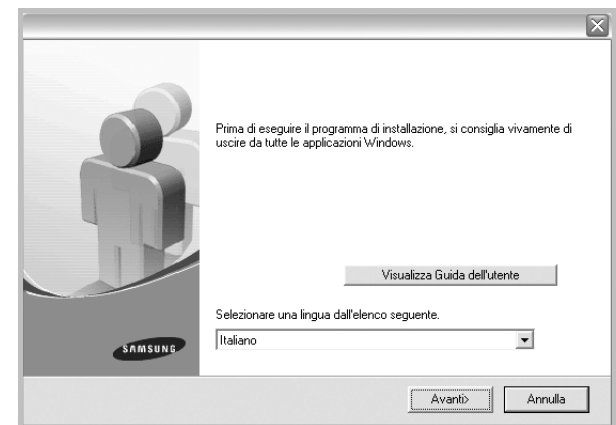 Prima di eseguire il programma di installazione, si consiglia vivamente di
uscire da tutte le applicazioni Windows.
Visualizza Guida dell'utente
Selezionare una lingua dall'elenco seguente.
Italiano
SAMSUNG
Avanti>
Annulla